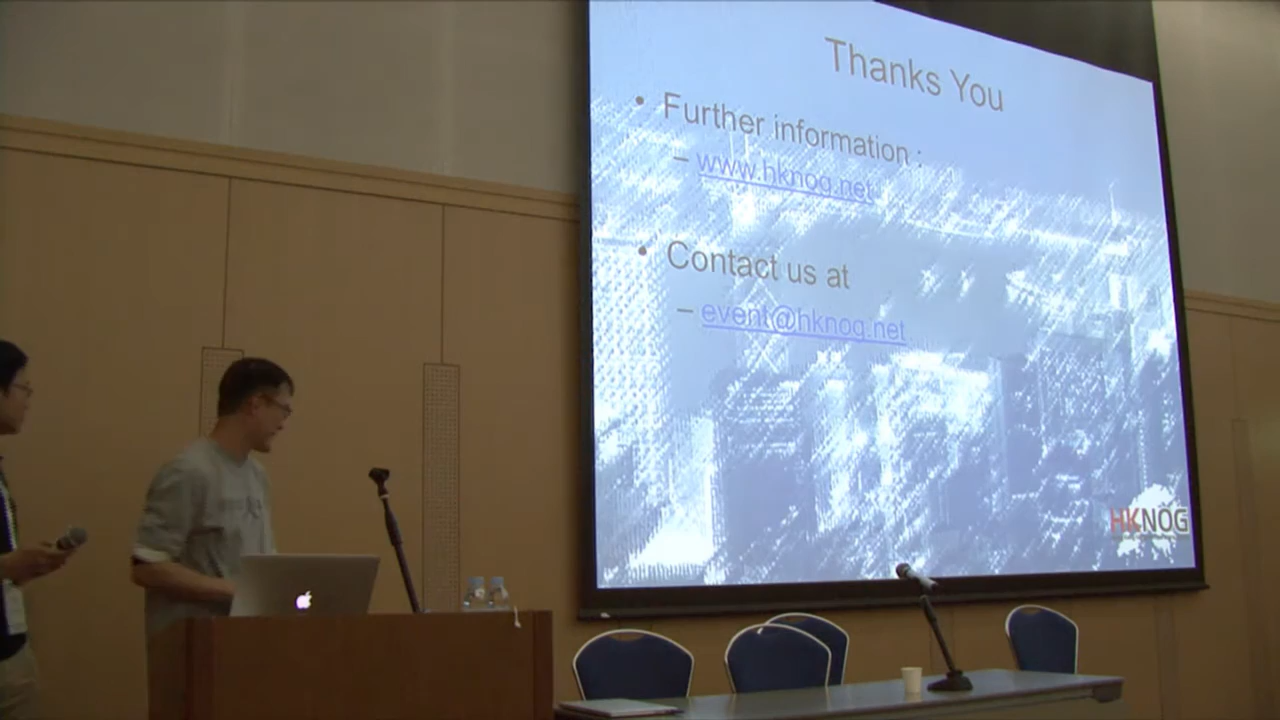 Thanks You
• Further information :
– www.hknog.net
• Contact us at
– event@hknog.net
HKNOG